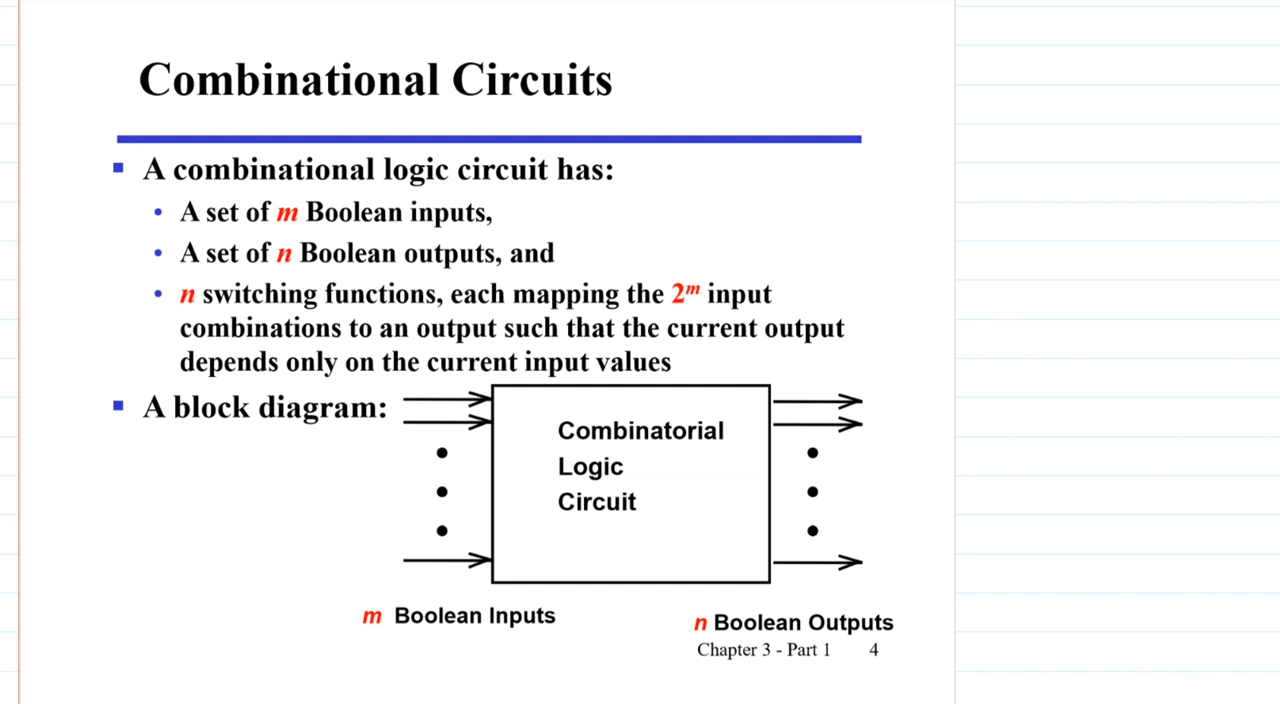 Combinational Circuits
A combinational logic circuit has:
A set of m Boolean inputs,
A set of n Boolean outputs, and
n switching functions, each mapping the 2ᵐ input
combinations to an output such that the current output
depends only on the current input values
A block diagram:
Combinatorial
Logic
Circuit
m Boolean Inputs
n Boolean Outputs
Chapter 3 - Part 1 4